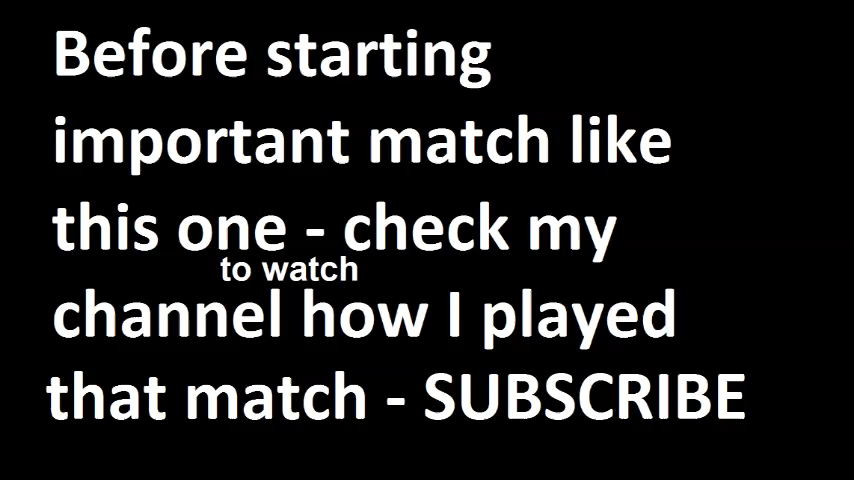 Before starting
important match like
this one - check my
to watch
channel how I played
that match - SUBSCRIBE